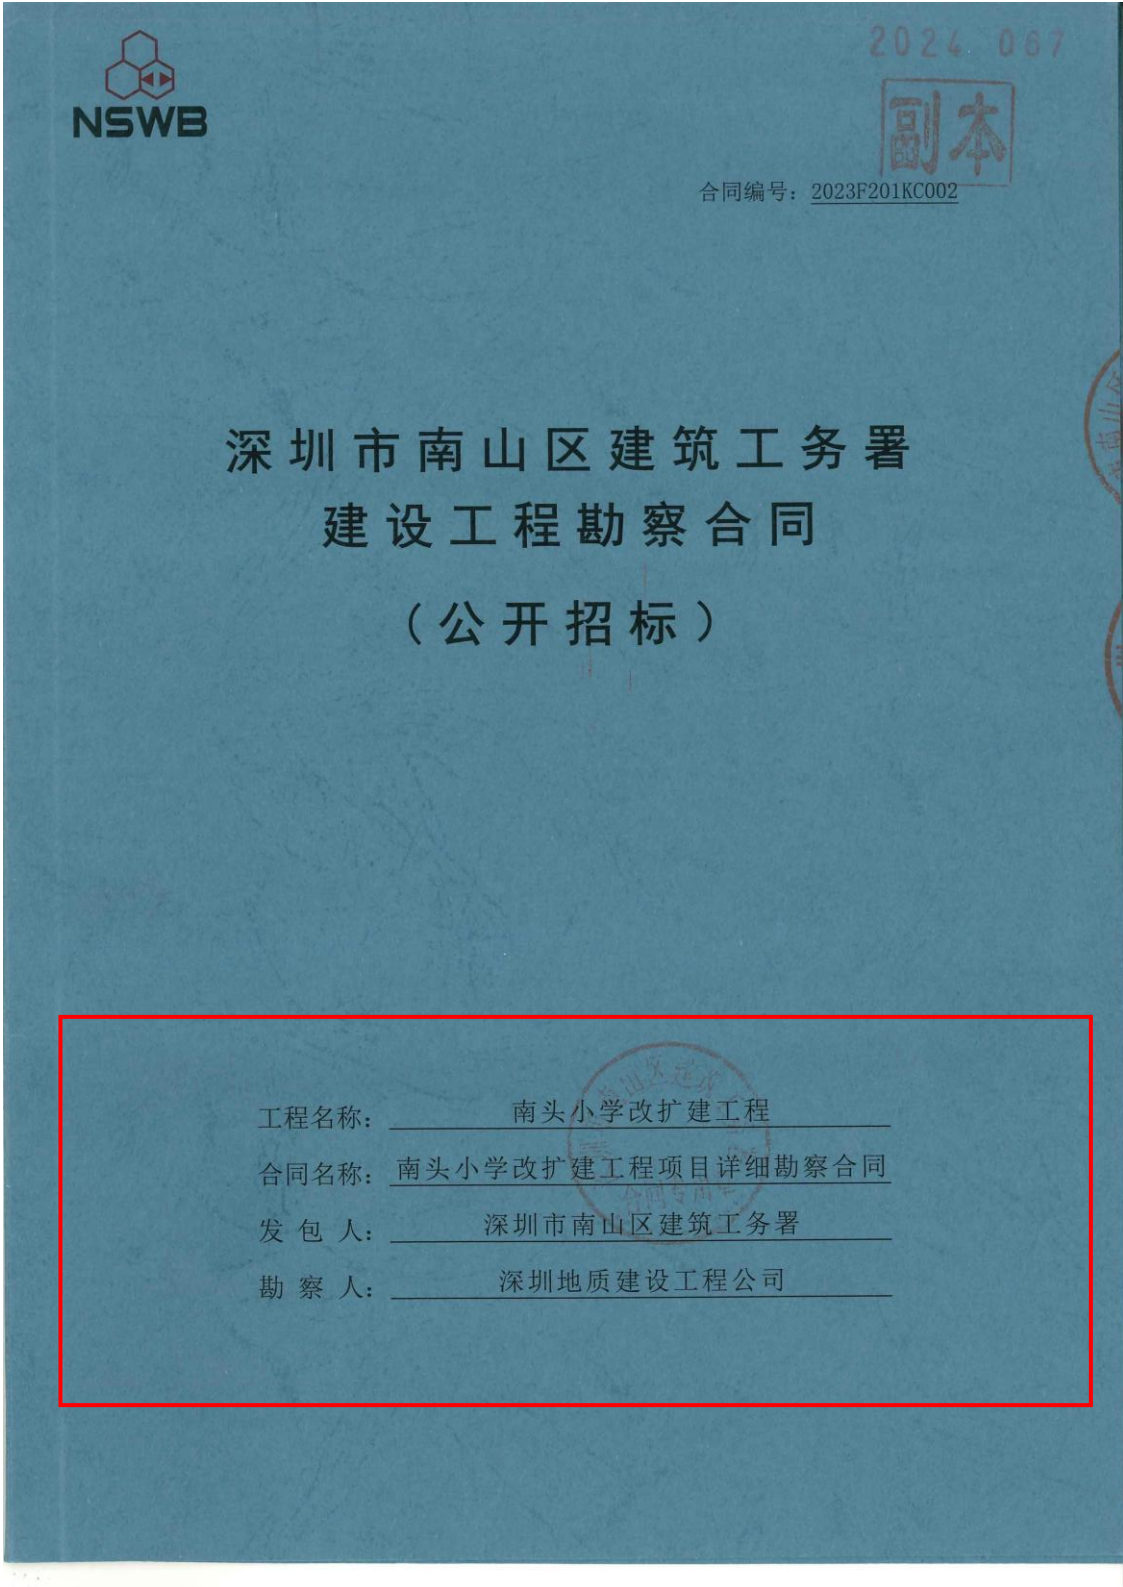 2024 067
NSWB
副本
合同编号：2023F201KC002
深圳市南山区建筑工务署
建设工程勘察合同
（公开招标）
工程名称：南头小学改扩建工程
合同名称：南头小学改扩建工程项目详细勘察合同
发包人：深圳市南山区建筑工务署
勘察人：深圳地质建设工程公司